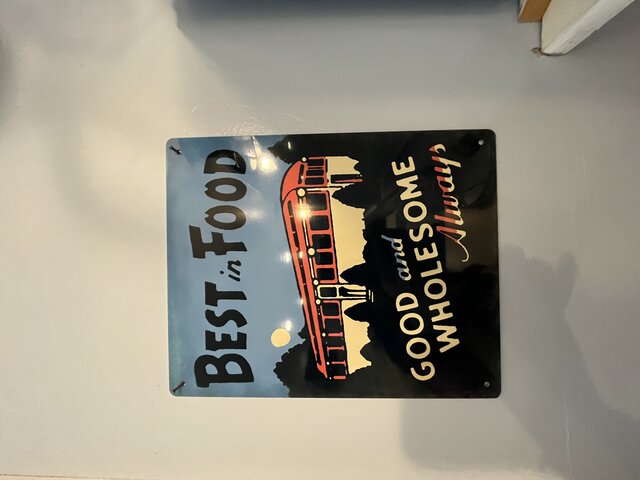 BEST in FOOD
GOOD and
WHOLESOME
Always